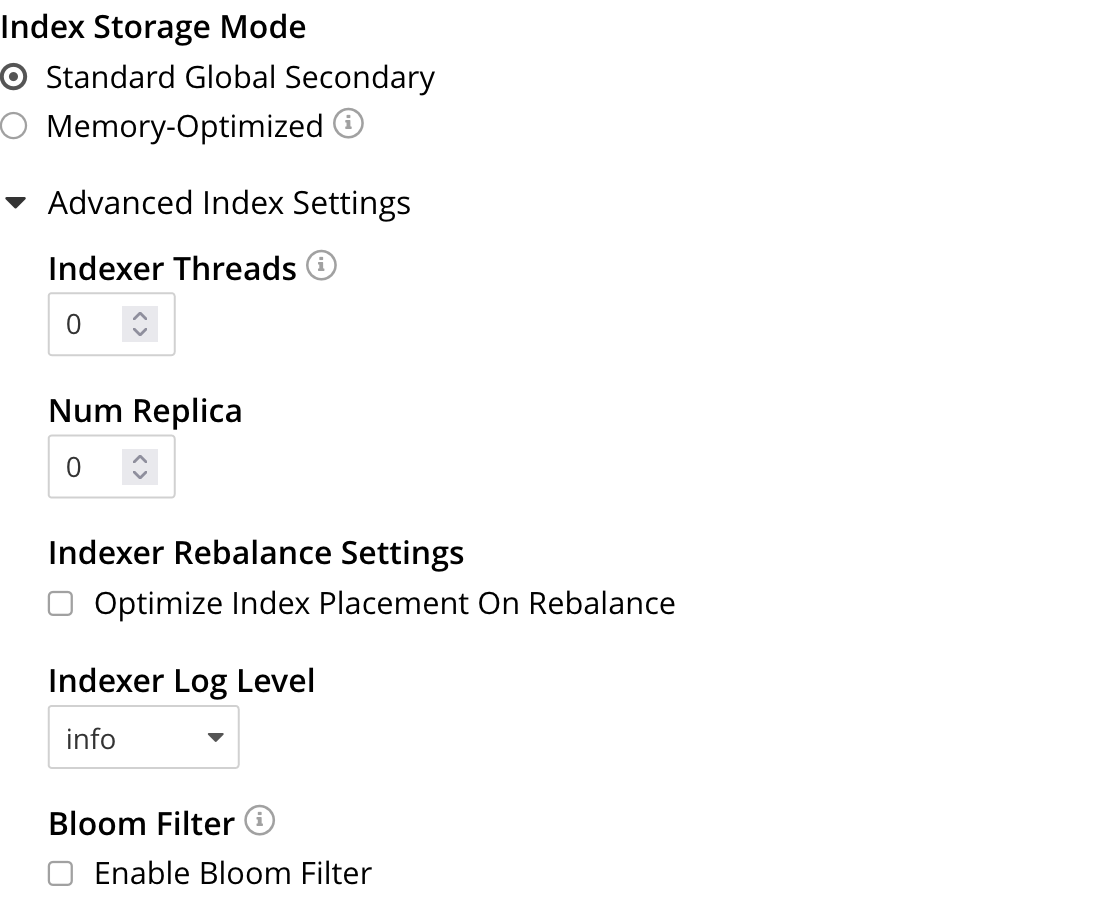 Index Storage Mode
Standard Global Secondary
Memory-Optimized
Advanced Index Settings
Indexer Threads
0
Num Replica
0
Indexer Rebalance Settings
Optimize Index Placement On Rebalance
Indexer Log Level
info
Bloom Filter
Enable Bloom Filter